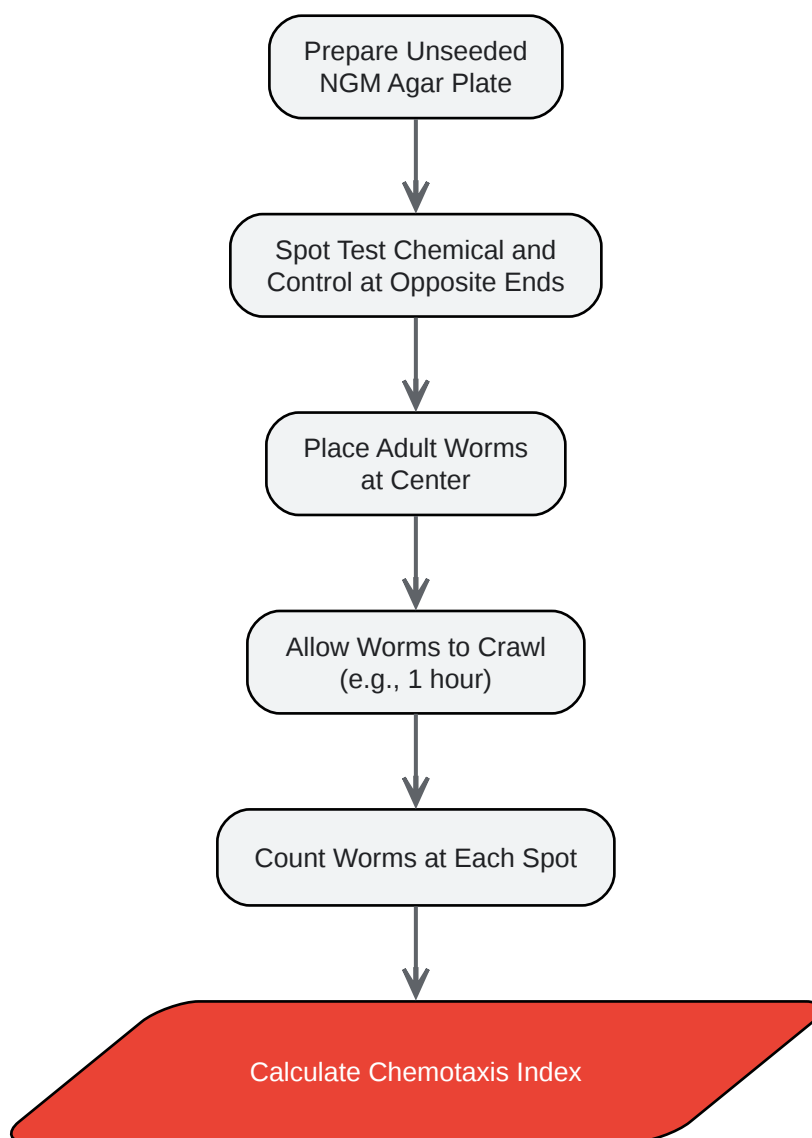 Prepare Unseeded
NGM Agar Plate
Spot Test Chemical and
Control at Opposite Ends
Place Adult Worms
at Center
Allow Worms to Crawl
(e.g., 1 hour)
Count Worms at Each Spot
Calculate Chemotaxis Index